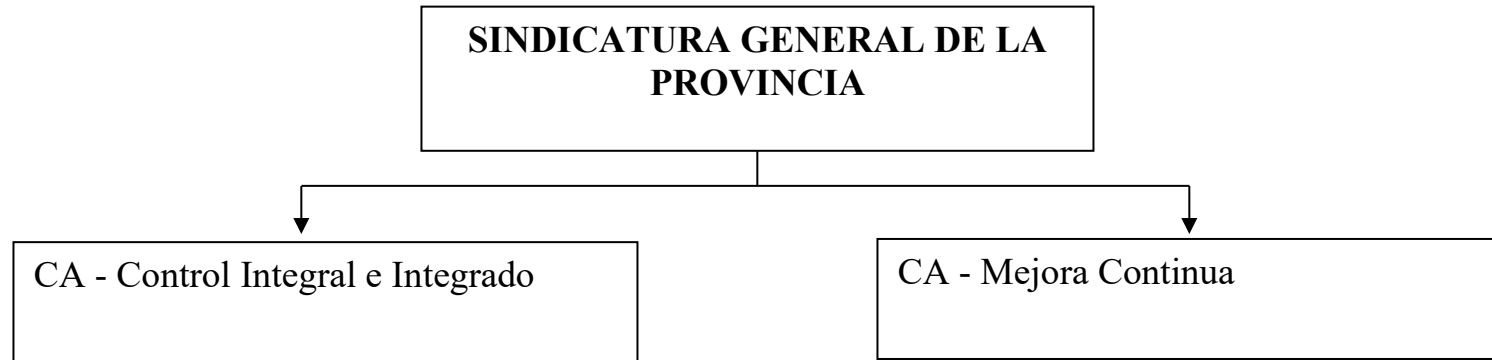 SINDICATURA GENERAL DE LA
PROVINCIA
CA - Control Integral e Integrado
CA - Mejora Continua